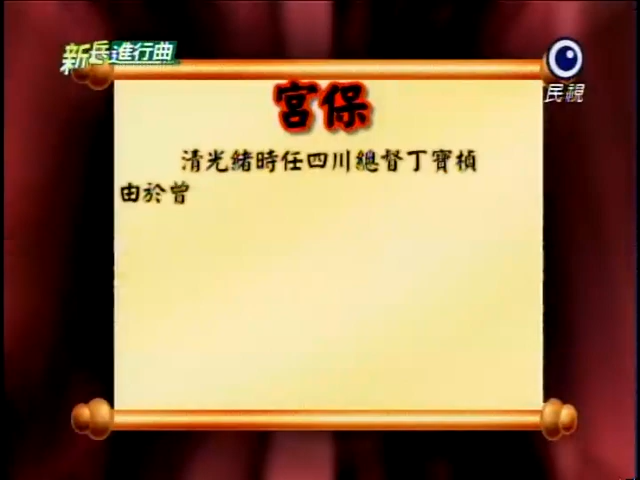 新兵進行曲
民視
宮保
清光緒時任四川總督丁寶楨
由於曾